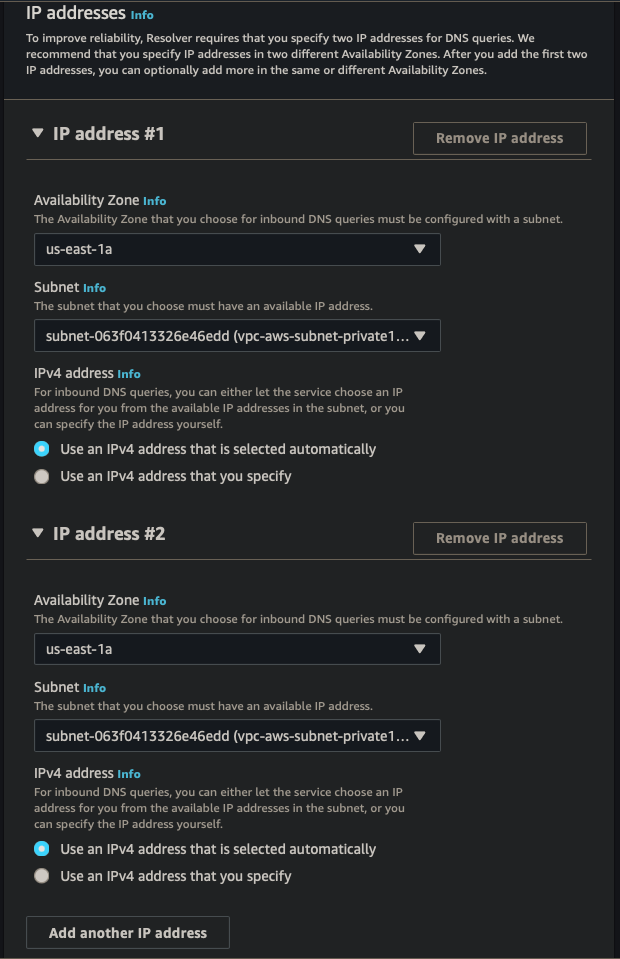 IP addresses Info
To improve reliability, Resolver requires that you specify two IP addresses for DNS queries. We
recommend that you specify IP addresses in two different Availability Zones. After you add the first two
IP addresses, you can optionally add more in the same or different Availability Zones.
IP address #1
Remove IP address
Availability Zone Info
The Availability Zone that you choose for inbound DNS queries must be configured with a subnet.
us-east-1a
Subnet Info
The subnet that you choose must have an available IP address.
subnet-063f0413326e46edd (vpc-aws-subnet-private1...
IPv4 address Info
For inbound DNS queries, you can either let the service choose an IP
address for you from the available IP addresses in the subnet, or you
can specify the IP address yourself.
Use an IPv4 address that is selected automatically
Use an IPv4 address that you specify
IP address #2
Remove IP address
Availability Zone Info
The Availability Zone that you choose for inbound DNS queries must be configured with a subnet.
us-east-1a
Subnet Info
The subnet that you choose must have an available IP address.
subnet-063f0413326e46edd (vpc-aws-subnet-private1...
IPv4 address Info
For inbound DNS queries, you can either let the service choose an IP
address for you from the available IP addresses in the subnet, or you
can specify the IP address yourself.
Use an IPv4 address that is selected automatically
Use an IPv4 address that you specify
Add another IP address